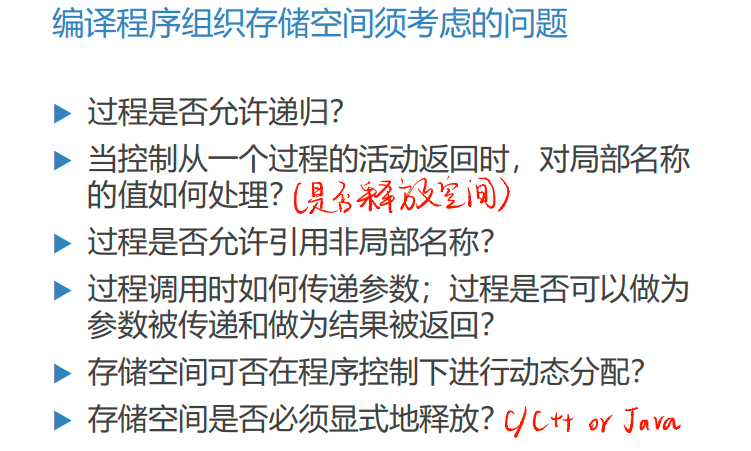 编译程序组织存储空间须考虑的问题
过程是否允许递归？
当控制从一个过程的活动返回时，对局部名称
的值如何处理？(是否释放空间)
过程是否允许引用非局部名称？
过程调用时如何传递参数；过程是否可以做为
参数被传递和做为结果被返回？
存储空间可否在程序控制下进行动态分配？
存储空间是否必须显式地释放？C/C++ or Java